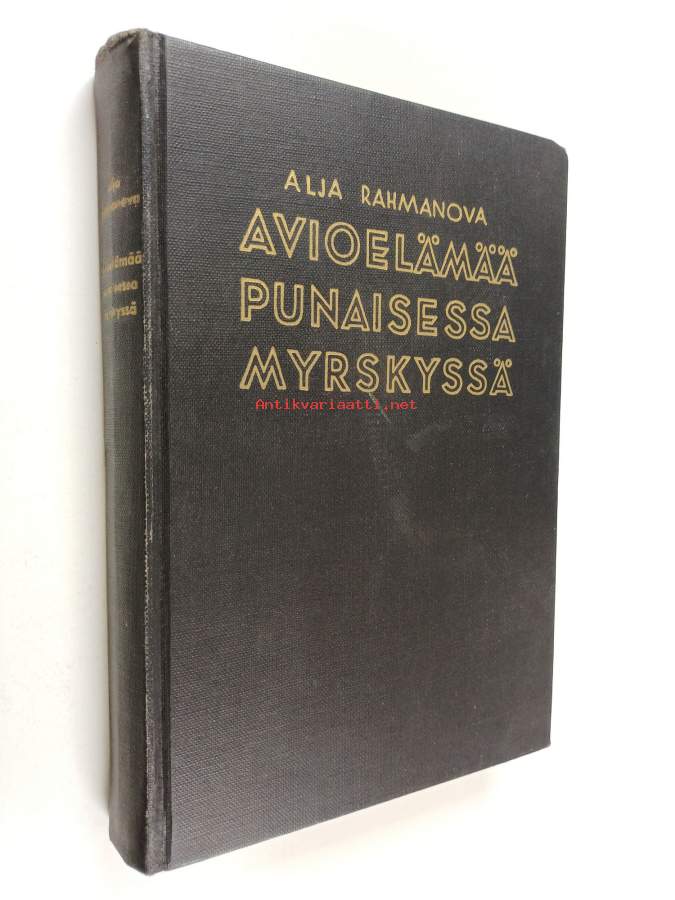 ALJA RAHMANOVA
AVIOELÄMÄÄ
PUNAISESSA
MYRSKYSSÄ
Antikvariaatti.net